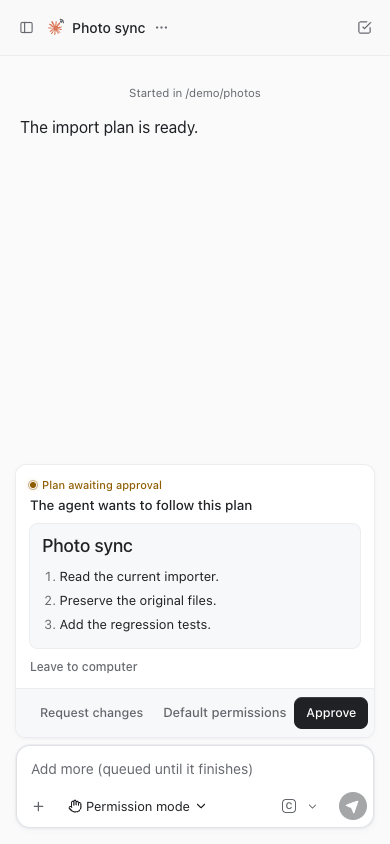 Photo sync
Started in /demo/photos
The import plan is ready.
Plan awaiting approval
The agent wants to follow this plan
Photo sync
1. Read the current importer.
2. Preserve the original files.
3. Add the regression tests.
Leave to computer
Request changes Default permissions Approve
Add more (queued until it finishes)
Permission mode C